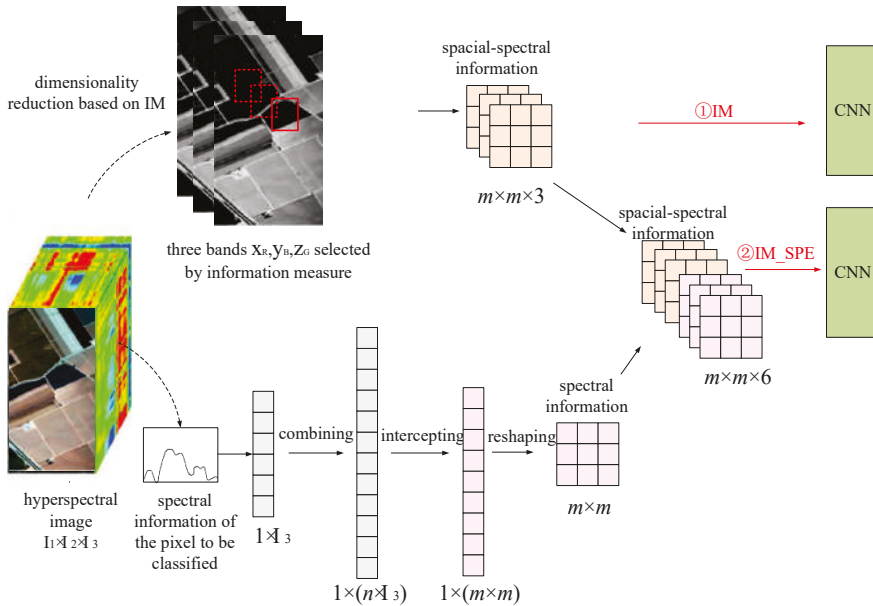 dimensionality
reduction based on IM
three bands xR,yB,zG selected
by information measure
spacial-spectral
information
m×m×3
①IM
CNN
spacial-spectral
information
②IM_SPE
CNN
m×m×6
hyperspectral
image
I1×I2×I3
spectral
information of
the pixel to be
classified
1×I3
combining
1×(n×I3)
intercepting
1×(m×m)
reshaping
spectral
information
m×m